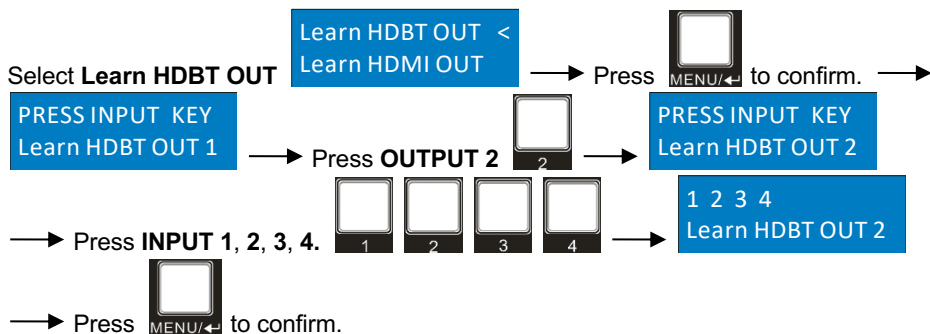 Select Learn HDBT OUT
Learn HDBT OUT <
Learn HDMI OUT
Press
MENU/↵
to confirm.
PRESS INPUT KEY
Learn HDBT OUT 1
Press OUTPUT 2
2
PRESS INPUT KEY
Learn HDBT OUT 2
Press INPUT 1, 2, 3, 4.
1
2
3
4
1 2 3 4
Learn HDBT OUT 2
Press
MENU/↵
to confirm.